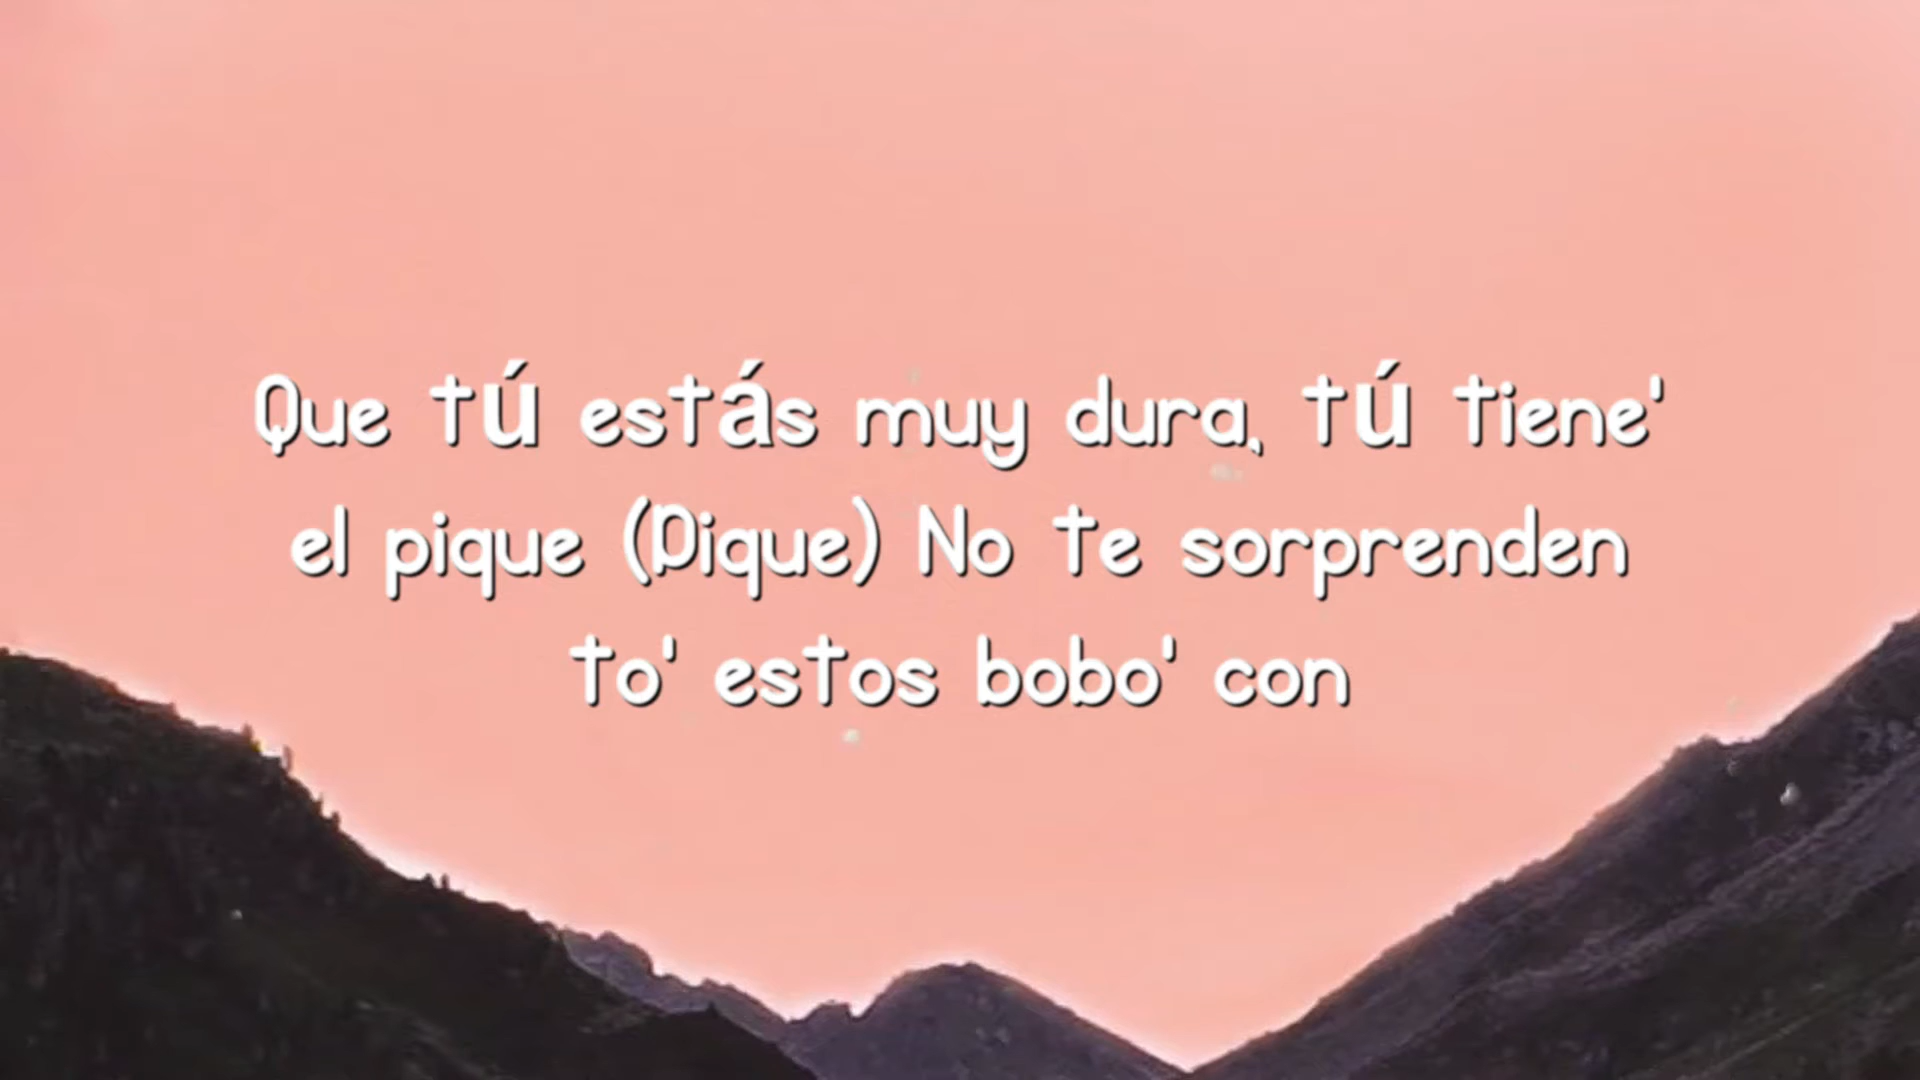 Que tú estás muy dura, tú tiene'
el pique (Pique) No te sorprenden
to' estos bobo' con